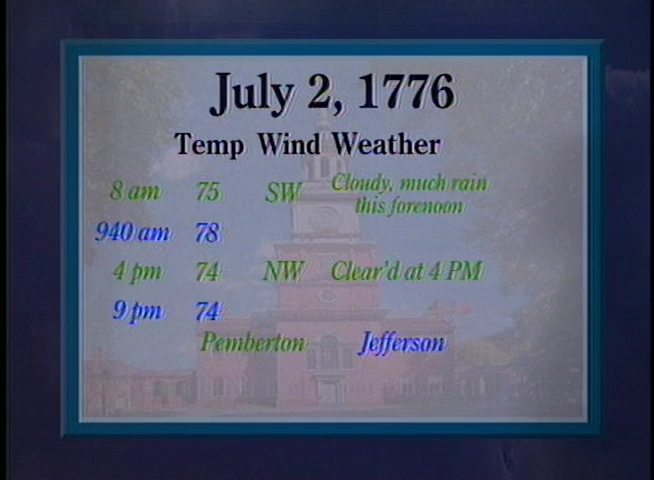 July 2, 1776
Temp Wind Weather
8 am 75 SW Cloudy, much rain
this forenoon
940 am 78
4 pm 74 NW Clear'd at 4 PM
9 pm 74
Pemberton Jefferson